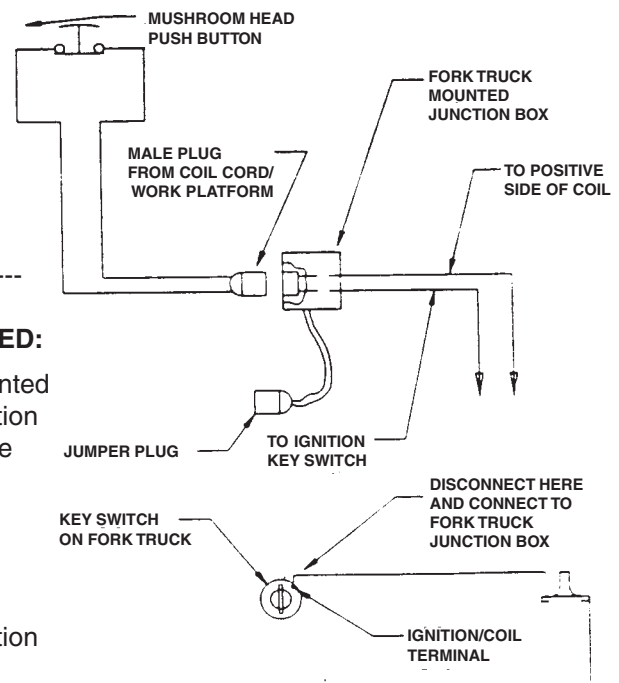 MUSHROOM HEAD
PUSH BUTTON
FORK TRUCK
MOUNTED
JUNCTION BOX
MALE PLUG
FROM COIL CORD/
WORK PLATFORM
TO POSITIVE
SIDE OF COIL
---
ED:
nted
tion
e
JUMPER PLUG
TO IGNITION
KEY SWITCH
DISCONNECT HERE
AND CONNECT TO
FORK TRUCK
JUNCTION BOX
KEY SWITCH
ON FORK TRUCK
tion
IGNITION/COIL
TERMINAL